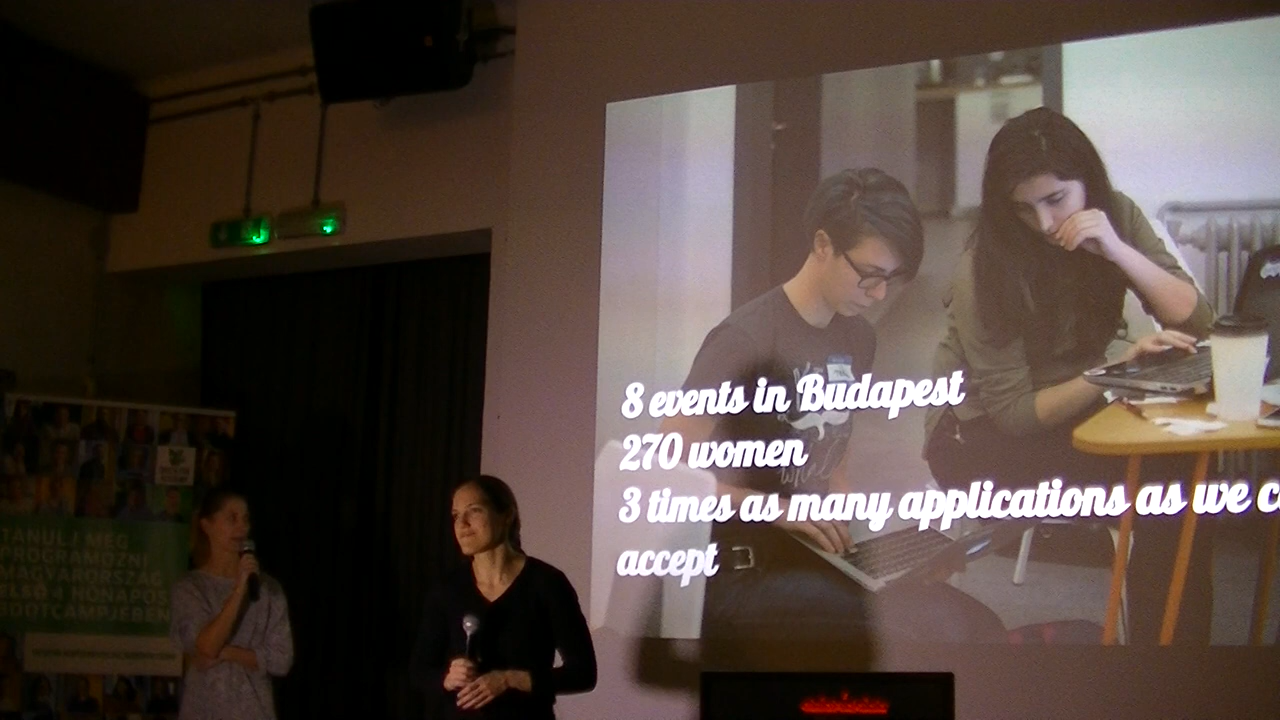 8 events in Budapest
270 women
3 times as many applications as we c
accept
TANULJ MEG
PROGRAMOZNI
MAGYARORSZÁG
ELSŐ 4 HÓNAPOS
BOOTCAMPJÉBEN